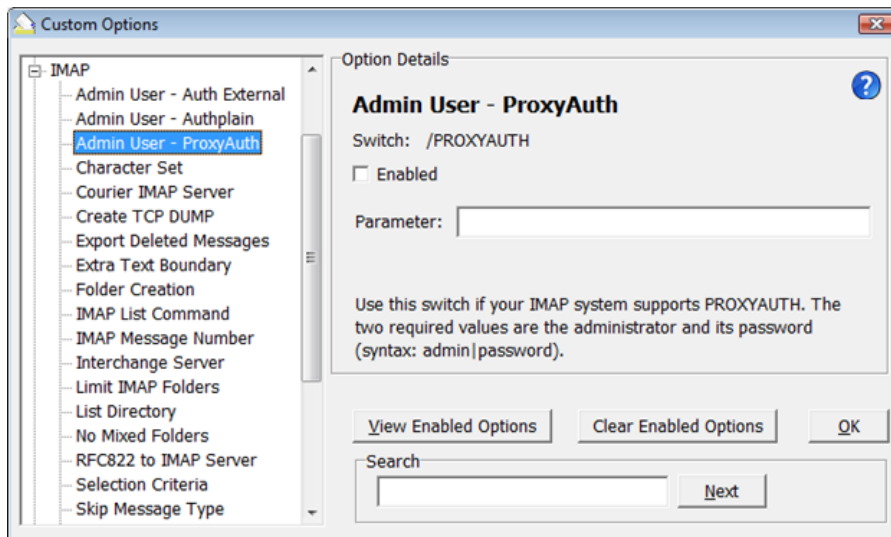 Custom Options
IMAP
Admin User - Auth External
Admin User - Authplain
Admin User - ProxyAuth
Character Set
Courier IMAP Server
Create TCP DUMP
Export Deleted Messages
Extra Text Boundary
Folder Creation
IMAP List Command
IMAP Message Number
Interchange Server
Limit IMAP Folders
List Directory
No Mixed Folders
RFC822 to IMAP Server
Selection Criteria
Skip Message Type
Option Details
?
Admin User - ProxyAuth
Switch: /PROXYAUTH
Enabled
Parameter:
Use this switch if your IMAP system supports PROXYAUTH. The
two required values are the administrator and its password
(syntax: admin|password).
View Enabled Options
Clear Enabled Options
OK
Search
Next